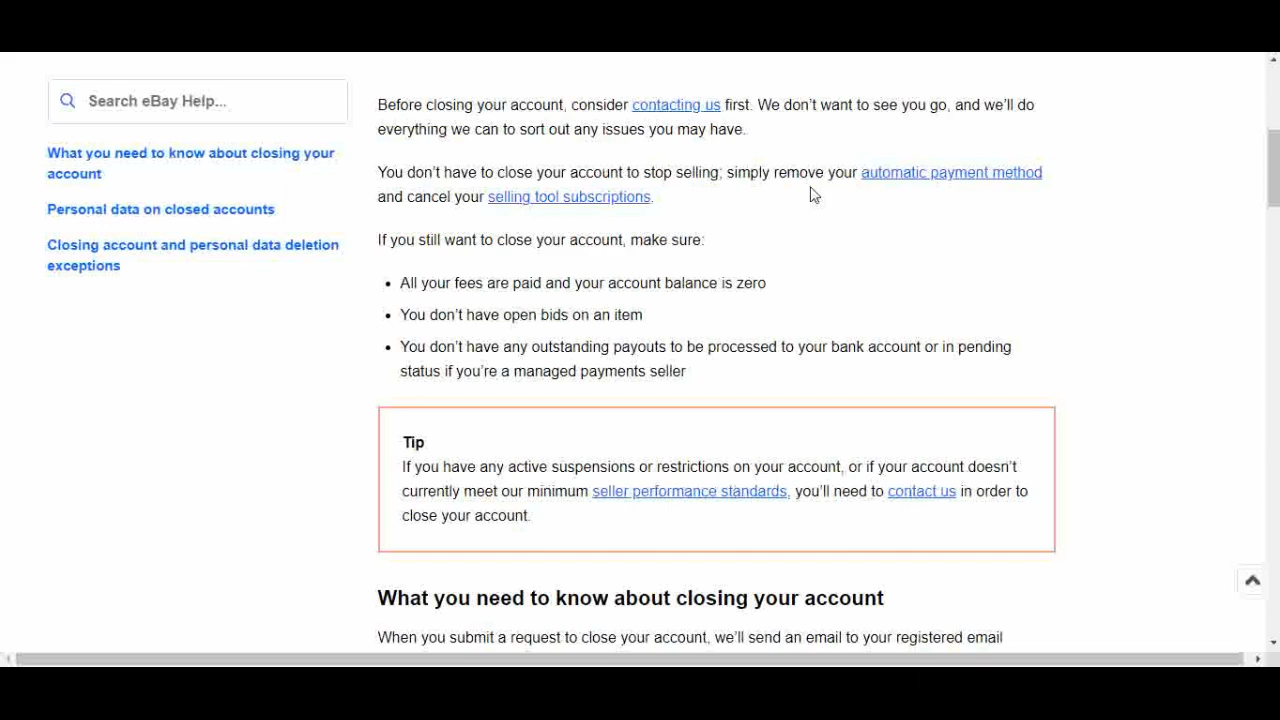 Search eBay Help...
What you need to know about closing your
account
Personal data on closed accounts
Closing account and personal data deletion
exceptions
Before closing your account, consider contacting us first. We don’t want to see you go, and we’ll do
everything we can to sort out any issues you may have.
You don’t have to close your account to stop selling; simply remove your automatic payment method
and cancel your selling tool subscriptions.
If you still want to close your account, make sure:
• All your fees are paid and your account balance is zero
• You don’t have open bids on an item
• You don’t have any outstanding payouts to be processed to your bank account or in pending
status if you’re a managed payments seller
Tip
If you have any active suspensions or restrictions on your account, or if your account doesn’t
currently meet our minimum seller performance standards, you’ll need to contact us in order to
close your account.
What you need to know about closing your account
When you submit a request to close your account, we’ll send an email to your registered email